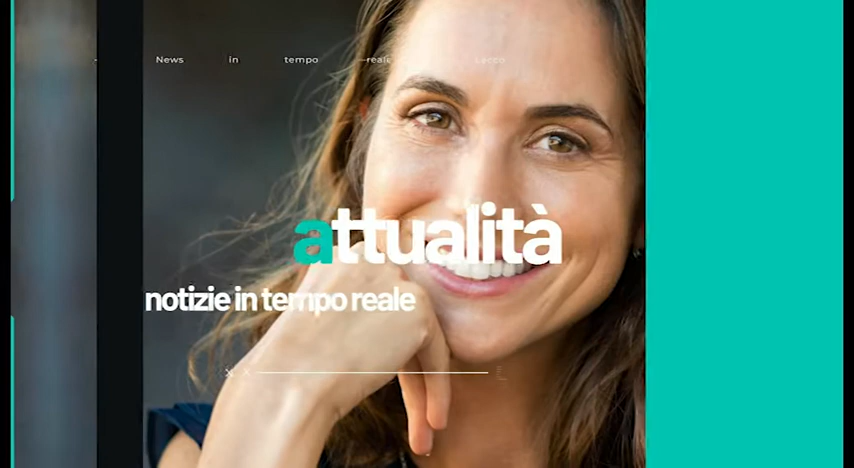 News in tempo reale
attualità
notizie in tempo reale